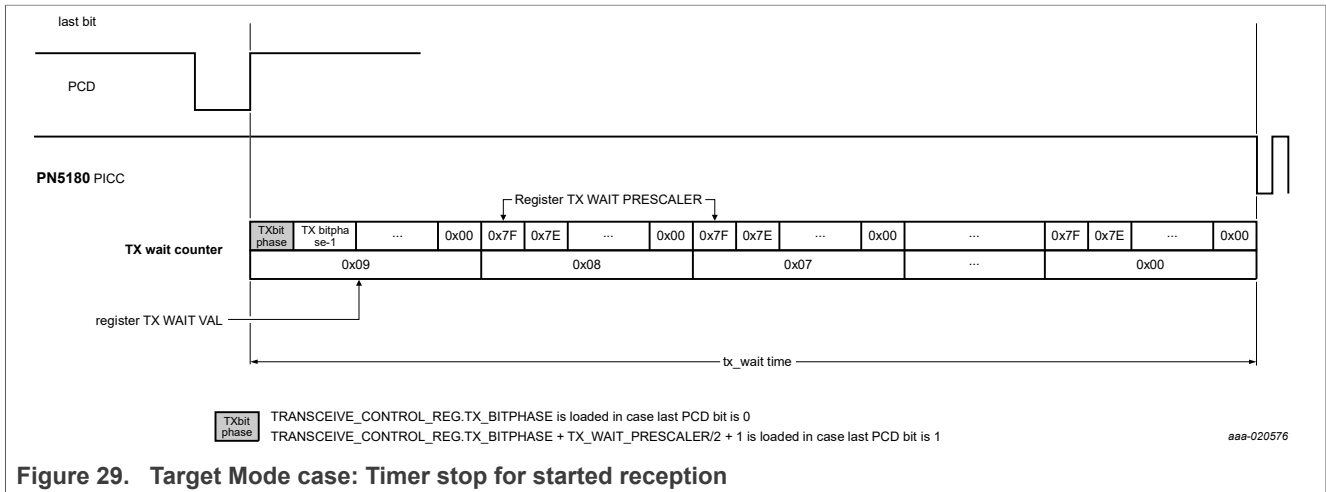 last bit
PCD
PN5180 PICC
Register TX WAIT PRESCALER
TX wait counter
TXbit phase TX bitpha se-1 ... 0x00 0x7F 0x7E ... 0x00 0x7F 0x7E ... 0x00 ... 0x7F 0x7E ... 0x00
0x09 0x08 0x07 ... 0x00
register TX WAIT VAL
tx_wait time
TXbit phase
TRANSCEIVE_CONTROL_REG.TX_BITPHASE is loaded in case last PCD bit is 0
TRANSCEIVE_CONTROL_REG.TX_BITPHASE + TX_WAIT_PRESCALER/2 + 1 is loaded in case last PCD bit is 1
aaa-020576
Figure 29. Target Mode case: Timer stop for started reception